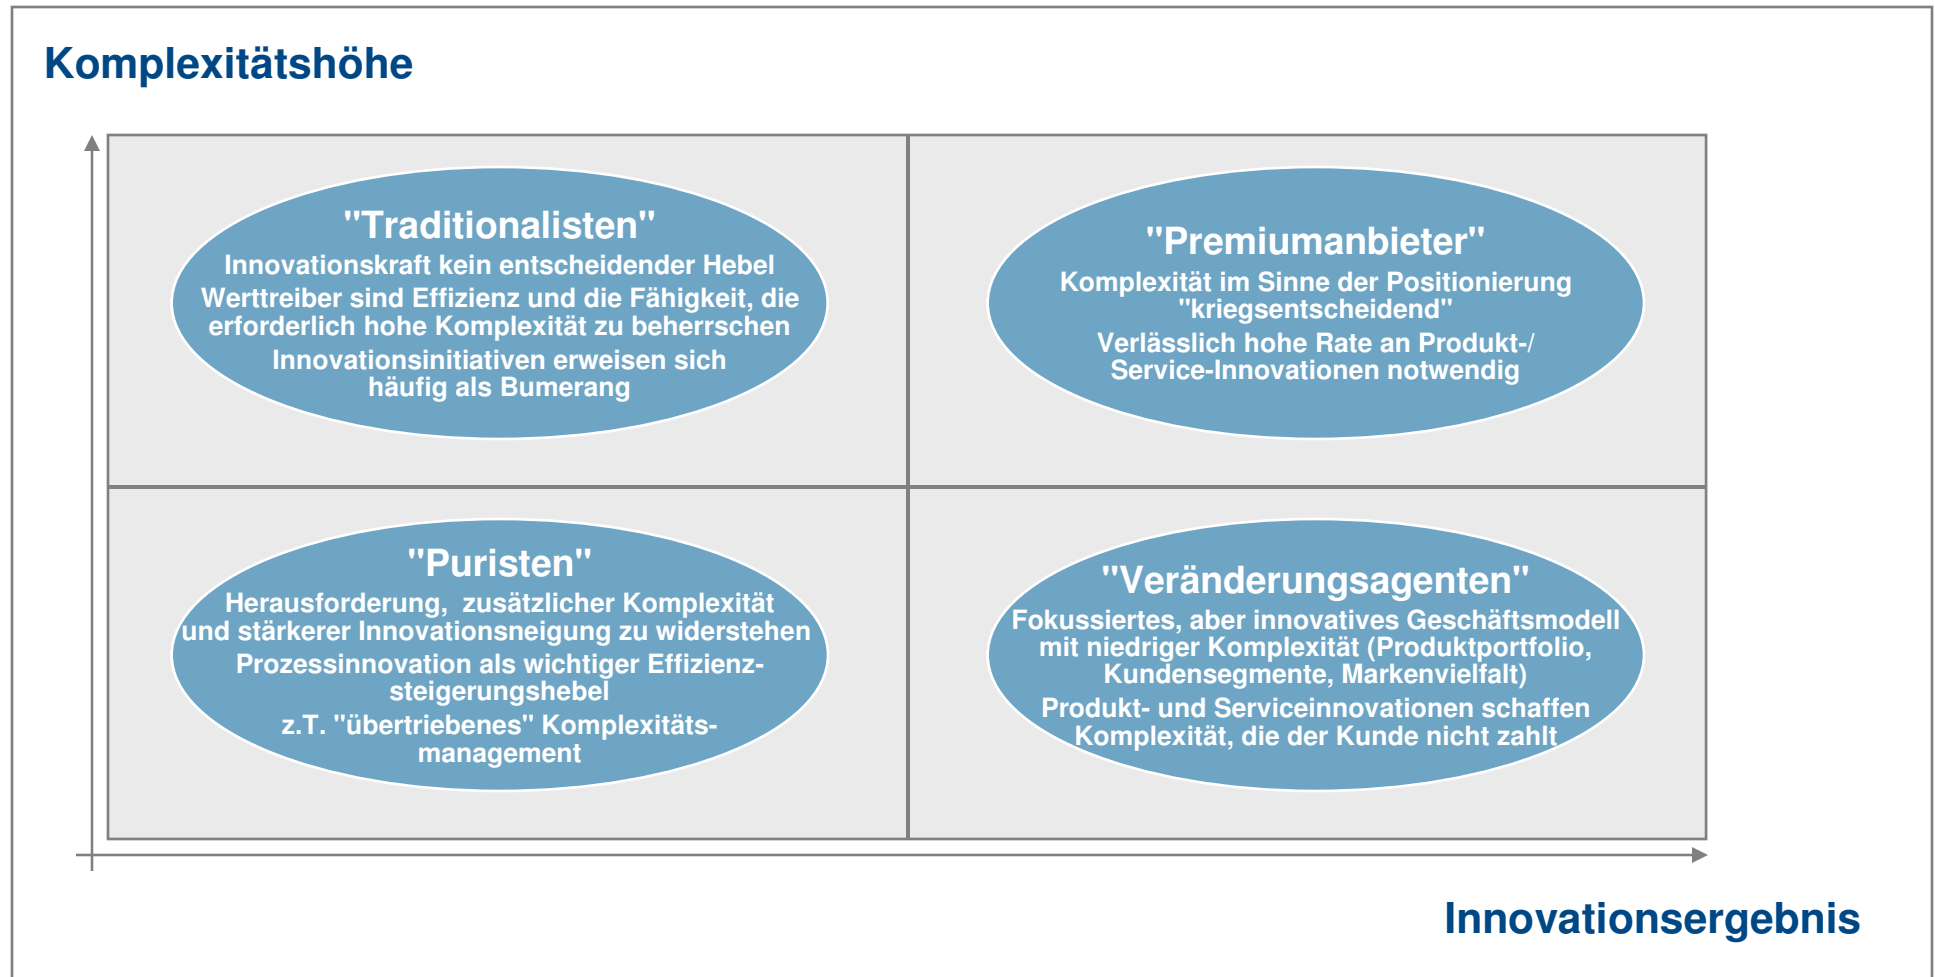 Komplexitätshöhe
"Traditionalisten"
Innovationskraft kein entscheidender Hebel
Werttreiber sind Effizienz und die Fähigkeit, die
erforderlich hohe Komplexität zu beherrschen
Innovationsinitiativen erweisen sich
häufig als Bumerang
"Premiumanbieter"
Komplexität im Sinne der Positionierung
"kriegsentscheidend"
Verlässlich hohe Rate an Produkt-/
Service-Innovationen notwendig
"Puristen"
Herausforderung,  zusätzlicher Komplexität
und stärkerer Innovationsneigung zu widerstehen
Prozessinnovation als wichtiger Effizienz-
steigerungshebel
z.T. "übertriebenes" Komplexitäts-
management
"Veränderungsagenten"
Fokussiertes, aber innovatives Geschäftsmodell
mit niedriger Komplexität (Produktportfolio,
Kundensegmente, Markenvielfalt)
Produkt- und Serviceinnovationen schaffen
Komplexität, die der Kunde nicht zahlt
Innovationsergebnis